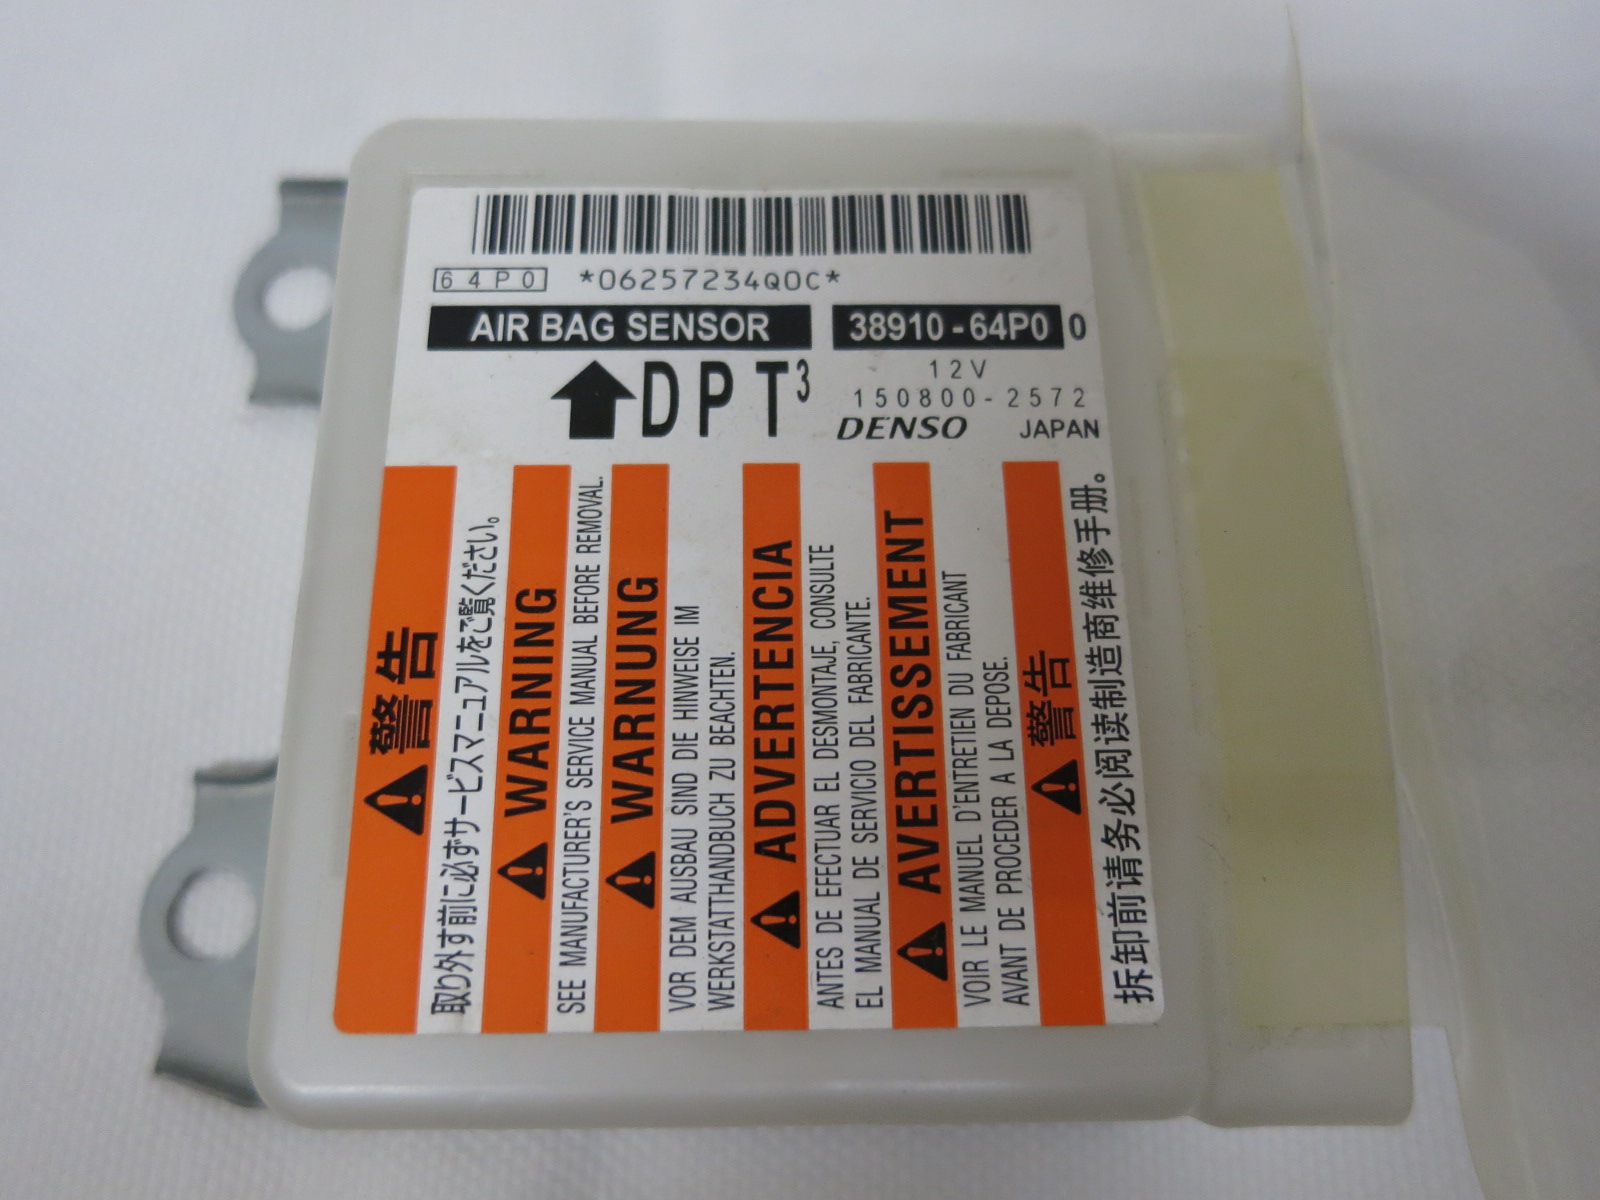 64P0 *06257234Q0C*
AIR BAG SENSOR 38910-64P0 0
DPT³
12V
150800-2572
DENSO JAPAN
警告
取り外す前に必ずサービスマニュアルをご覧ください。
WARNING
SEE MANUFACTURER'S SERVICE MANUAL BEFORE REMOVAL.
WARNUNG
VOR DEM AUSBAU SIND DIE HINWEISE IM
WERKSTATTHANDBUCH ZU BEACHTEN.
ADVERTENCIA
ANTES DE EFECTUAR EL DESMONTAJE, CONSULTE
EL MANUAL DE SERVICIO DEL FABRICANTE.
AVERTISSEMENT
VOIR LE MANUEL D'ENTRETIEN DU FABRICANT
AVANT DE PROCEDER A LA DEPOSE.
警告
拆卸前请务必阅读制造商维修手册。